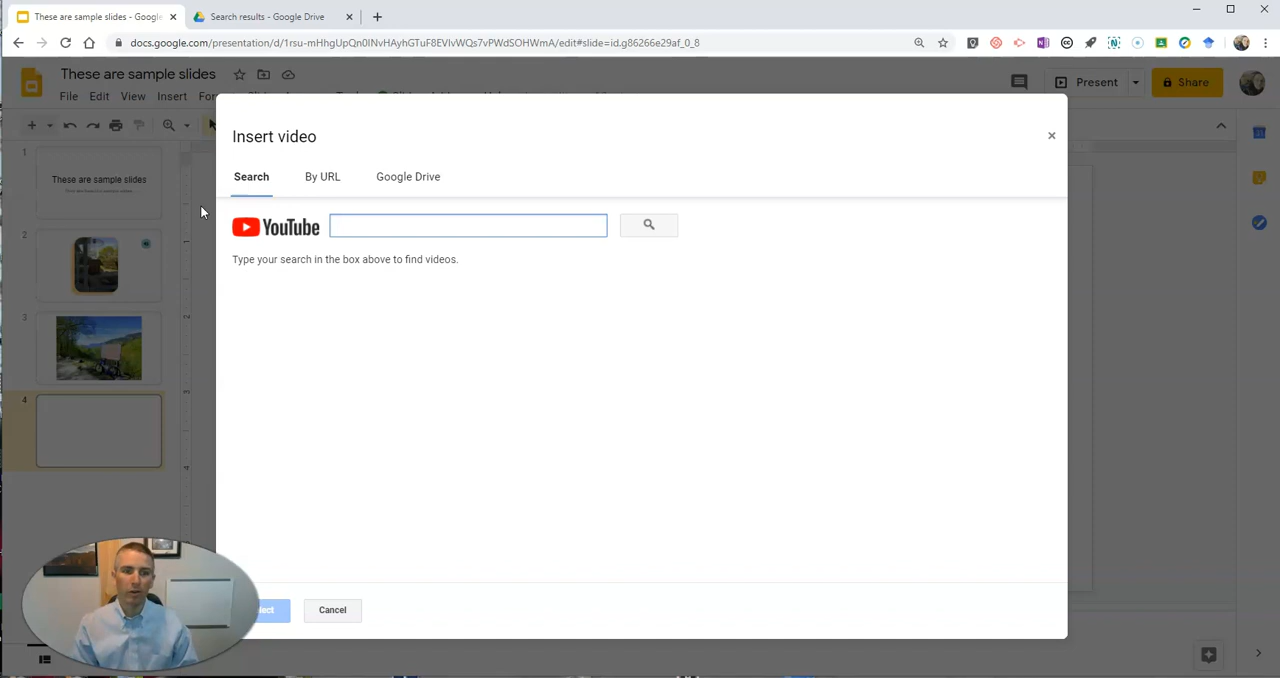 These are sample slides - Google
Search results - Google Drive
docs.google.com/presentation/d/1rsu-mHhgUpQn0INvHAyhGTuF8EVIvWQs7vPWdSOHWmA/edit#slide=id.g86266e29af_0_8
These are sample slides
File Edit View Insert
Present
Share
Insert video
Search By URL Google Drive
YouTube
Type your search in the box above to find videos.
1
These are sample slides
2
3
4
Cancel